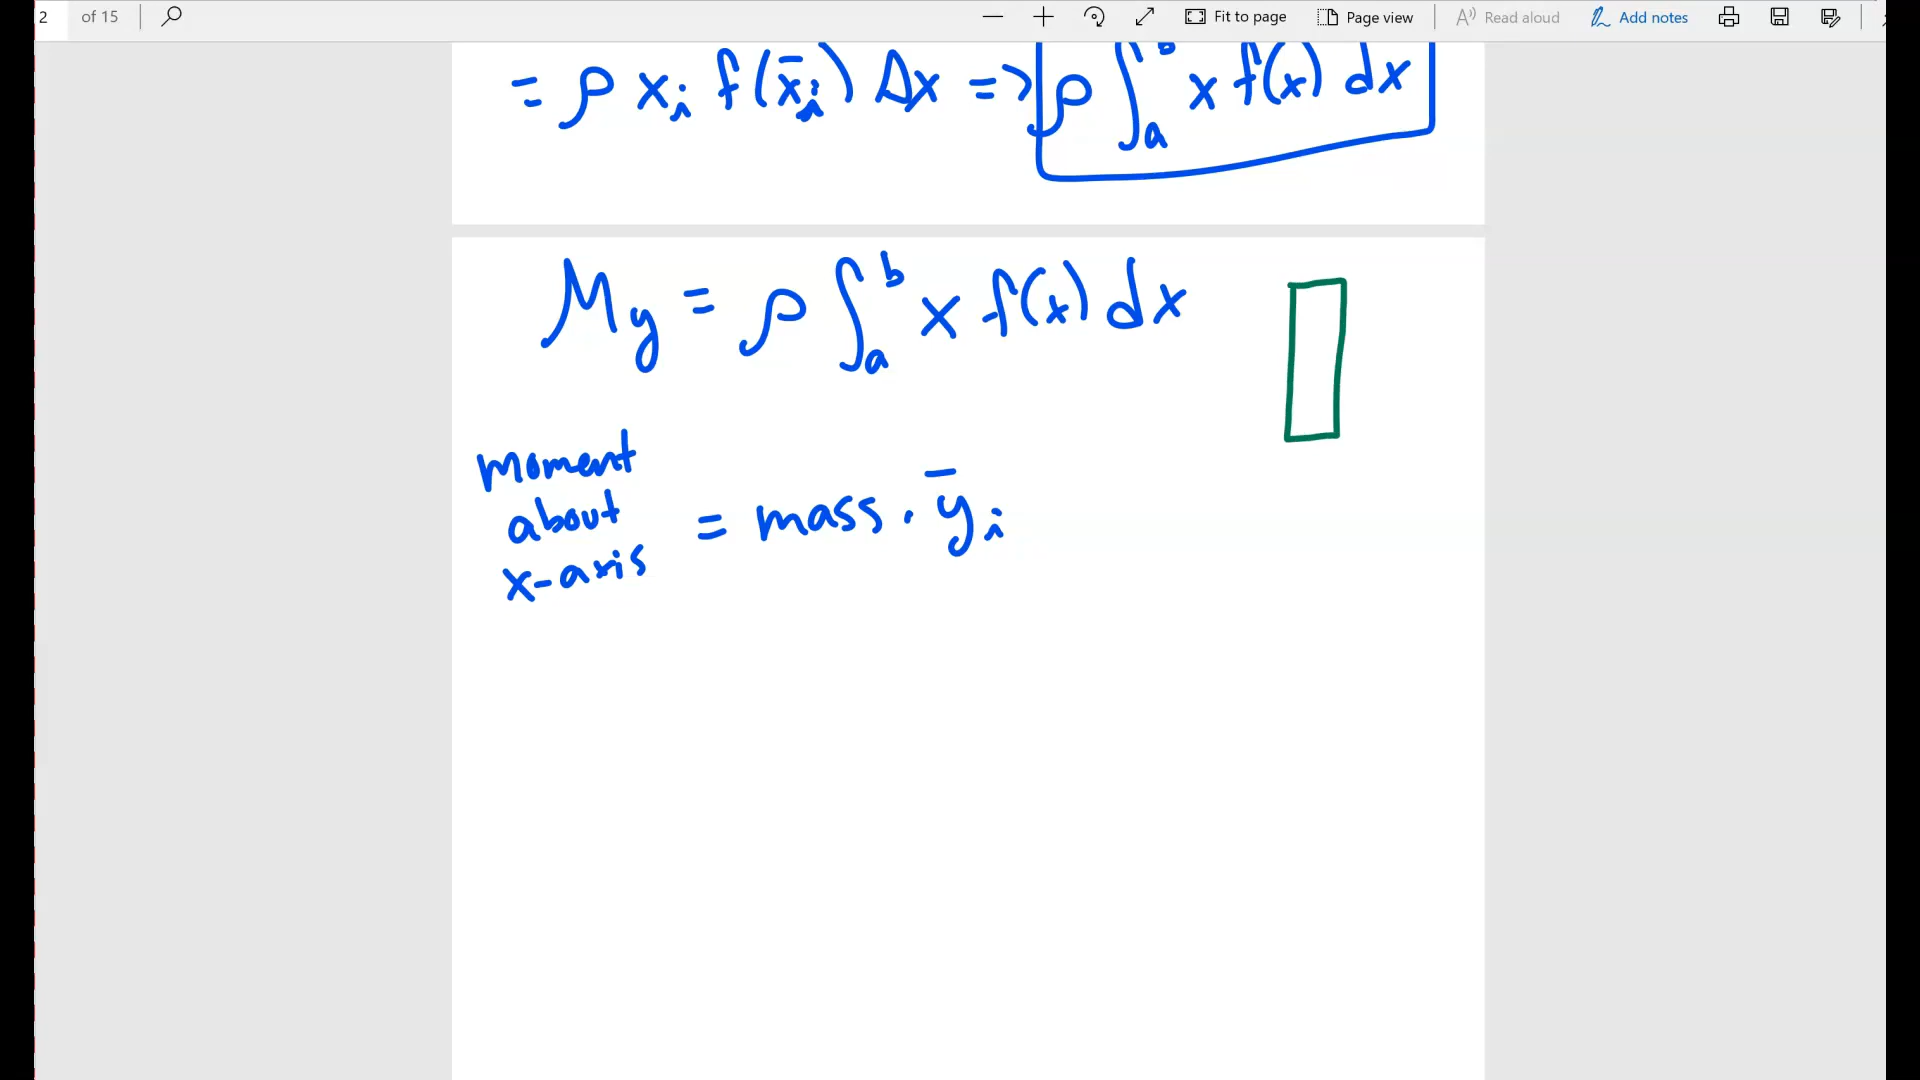 2 of 15 Fit to page Page view Read aloud Add notes
= ρ xᵢ f(x̄ᵢ) Δx => ρ ∫ₐᵇ x f(x) dx
M_y = ρ ∫ₐᵇ x f(x) dx
moment
about
x-axis
= mass · ȳᵢ